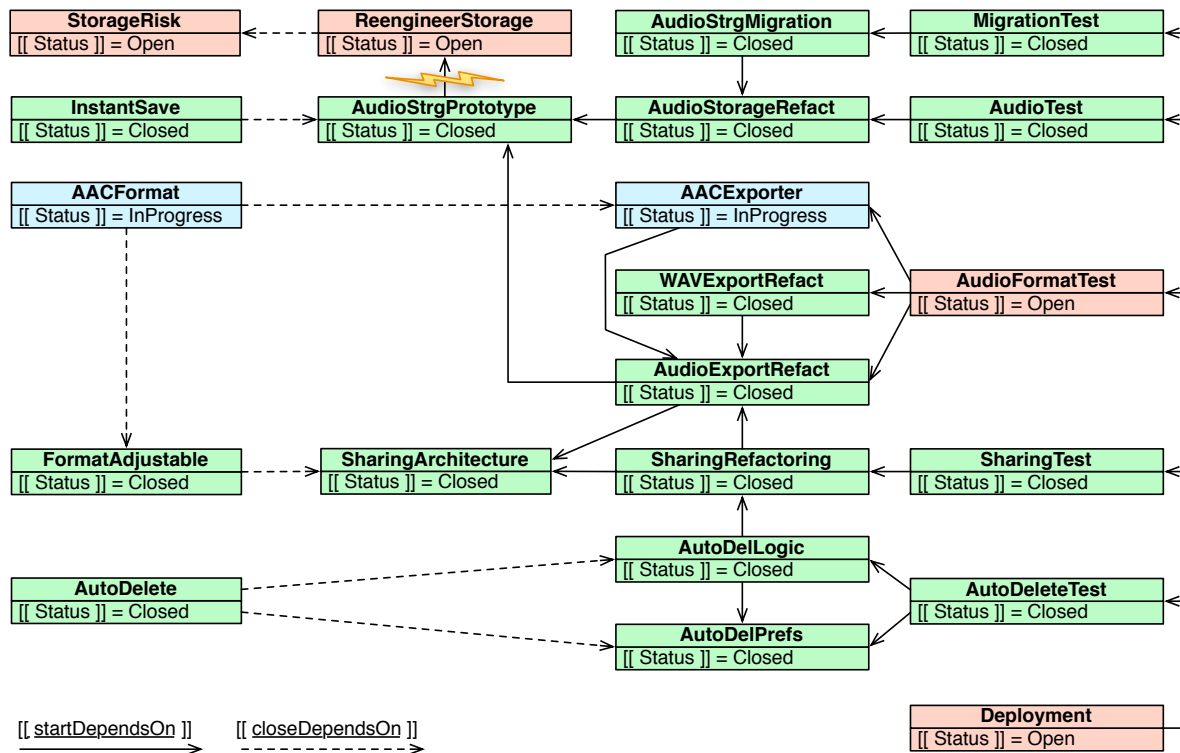 StorageRisk
[[ Status ]] = Open
ReengineerStorage
[[ Status ]] = Open
AudioStrgMigration
[[ Status ]] = Closed
MigrationTest
[[ Status ]] = Closed
InstantSave
[[ Status ]] = Closed
AudioStrgPrototype
[[ Status ]] = Closed
AudioStorageRefact
[[ Status ]] = Closed
AudioTest
[[ Status ]] = Closed
AACFormat
[[ Status ]] = InProgress
AACExporter
[[ Status ]] = InProgress
WAVExportRefact
[[ Status ]] = Closed
AudioFormatTest
[[ Status ]] = Open
AudioExportRefact
[[ Status ]] = Closed
FormatAdjustable
[[ Status ]] = Closed
SharingArchitecture
[[ Status ]] = Closed
SharingRefactoring
[[ Status ]] = Closed
SharingTest
[[ Status ]] = Closed
AutoDelLogic
[[ Status ]] = Closed
AutoDelete
[[ Status ]] = Closed
AutoDeleteTest
[[ Status ]] = Closed
AutoDelPrefs
[[ Status ]] = Closed
[[ startDependsOn ]]
[[ closeDependsOn ]]
Deployment
[[ Status ]] = Open